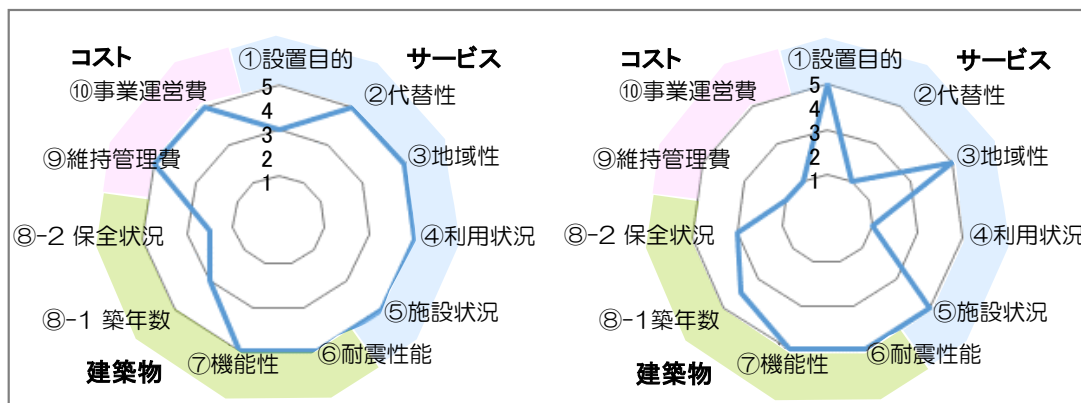 コスト
サービス
①設置目的
②代替性
③地域性
④利用状況
⑤施設状況
⑥耐震性能
⑦機能性
⑧-1 築年数
⑧-2 保全状況
⑨維持管理費
⑩事業運営費
建築物
5
4
3
2
1
コスト
サービス
①設置目的
②代替性
③地域性
④利用状況
⑤施設状況
⑥耐震性能
⑦機能性
⑧-1築年数
⑧-2 保全状況
⑨維持管理費
⑩事業運営費
建築物
5
4
3
2
1